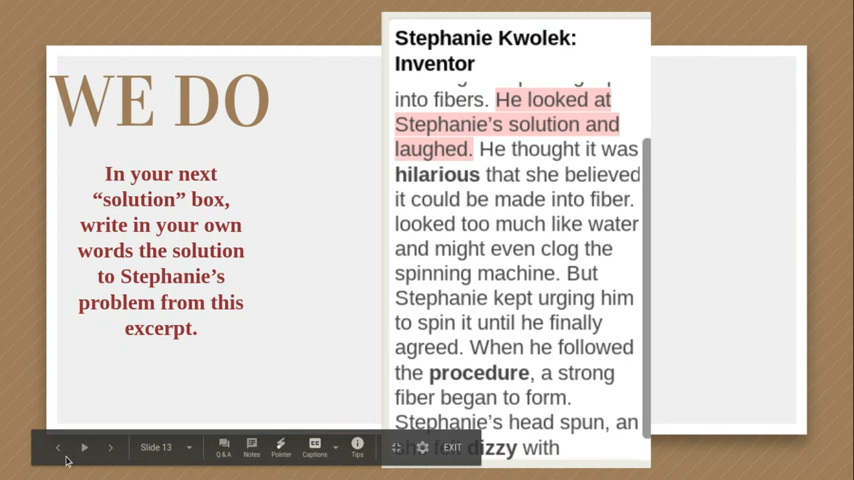 WE DO
In your next
“solution” box,
write in your own
words the solution
to Stephanie’s
problem from this
excerpt.
Stephanie Kwolek:
Inventor
into fibers. He looked at
Stephanie’s solution and
laughed. He thought it was
hilarious that she believed
it could be made into fiber.
looked too much like water
and might even clog the
spinning machine. But
Stephanie kept urging him
to spin it until he finally
agreed. When he followed
the procedure, a strong
fiber began to form.
Stephanie’s head spun, an
she felt dizzy with
Slide 13
Q & A
Notes
Pointer
Captions
Tips
EXIT